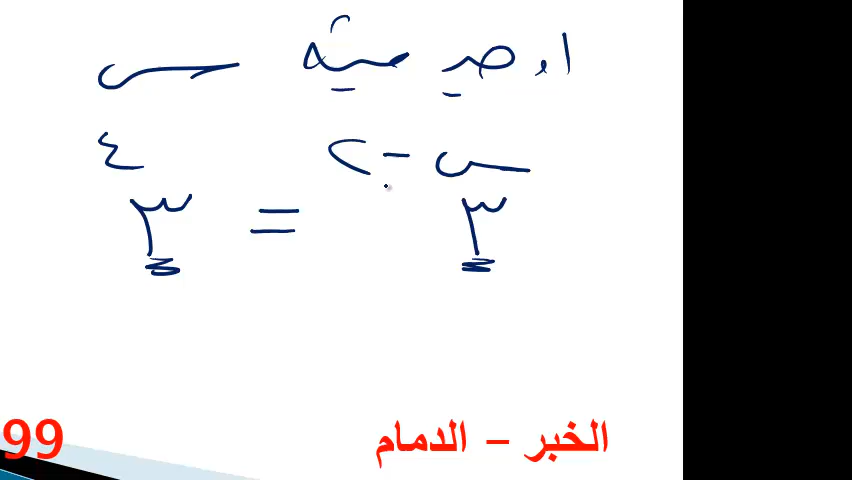 اوجد قيمة س
س - ٢ ٤
٣ = ٣
الخبر – الدمام
99